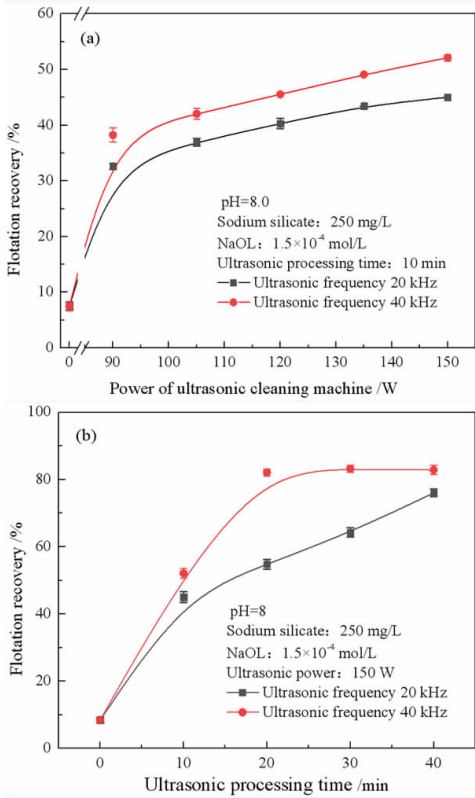 60
(a)
50
40
30
20
10
0
Flotation recovery /%
pH=8.0
Sodium silicate: 250 mg/L
NaOL: 1.5×10⁻⁴ mol/L
Ultrasonic processing time: 10 min
Ultrasonic frequency 20 kHz
Ultrasonic frequency 40 kHz
0 90 105 120 135 150
Power of ultrasonic cleaning machine /W
100
(b)
80
60
40
20
0
Flotation recovery /%
pH=8
Sodium silicate: 250 mg/L
NaOL: 1.5×10⁻⁴ mol/L
Ultrasonic power: 150 W
Ultrasonic frequency 20 kHz
Ultrasonic frequency 40 kHz
0 10 20 30 40
Ultrasonic processing time /min